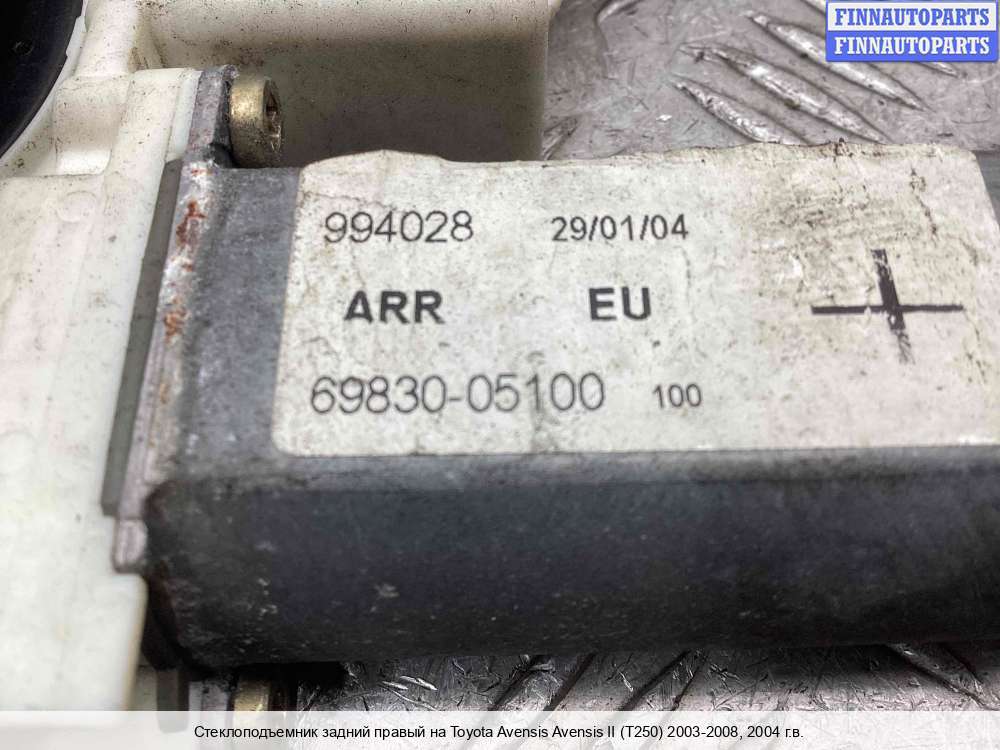 FINNAUTOPARTS
FINNAUTOPARTS
994028 29/01/04
ARR EU
69830-05100 100
Стеклоподъемник задний правый на Toyota Avensis Avensis II (T250) 2003-2008, 2004 г.в.